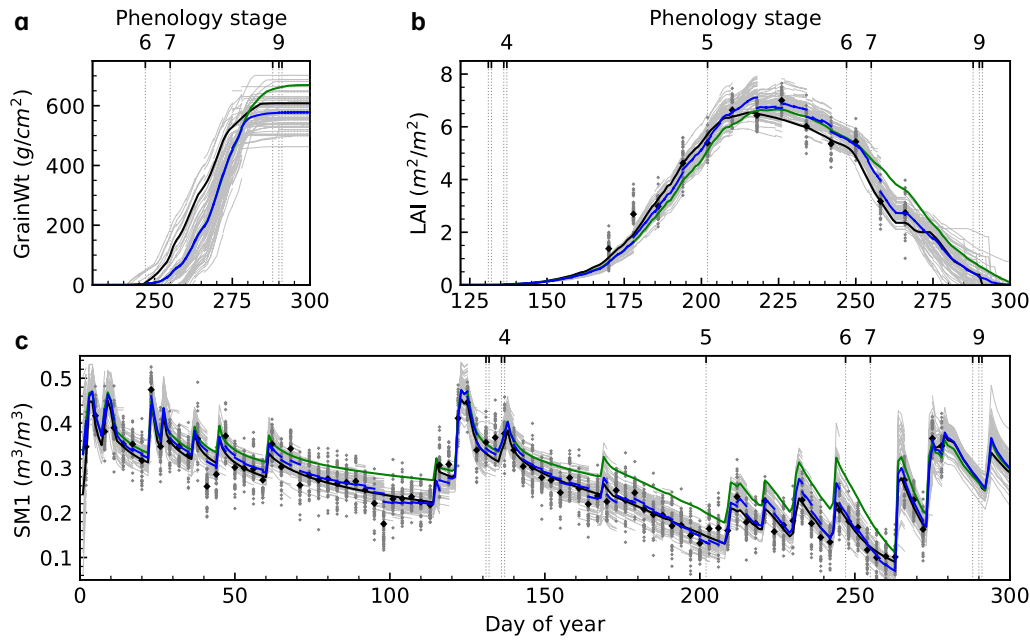 a
Phenology stage
6 7 9
GrainWt (g/cm²)
600
400
200
0
250 275 300
b
Phenology stage
4 5 6 7 9
LAI (m²/m²)
8
6
4
2
0
125 150 175 200 225 250 275 300
c
4 5 6 7 9
SM1 (m³/m³)
0.5
0.4
0.3
0.2
0.1
0 50 100 150 200 250 300
Day of year